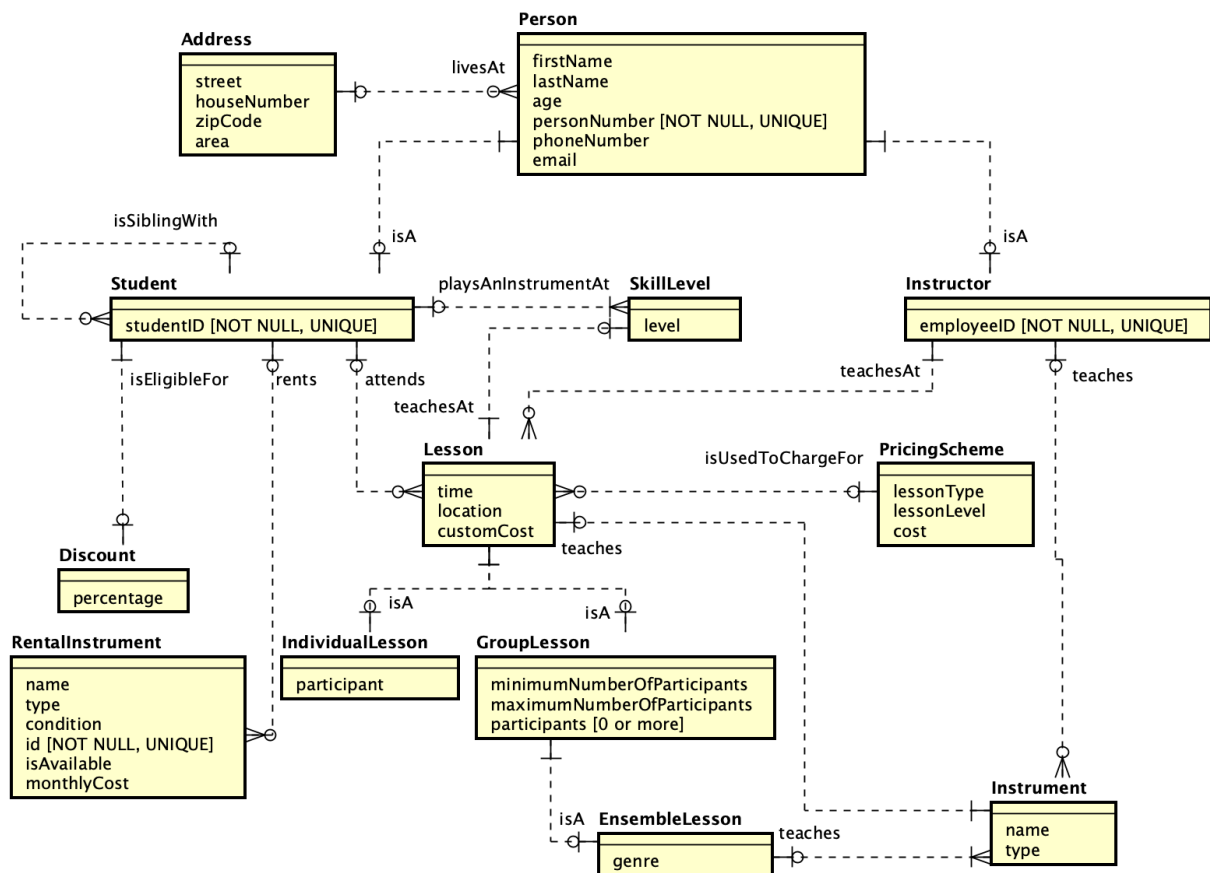 Person
firstName
lastName
age
personNumber [NOT NULL, UNIQUE]
phoneNumber
email
Address
street
houseNumber
zipCode
area
livesAt
isSiblingWith
isA
isA
Student
studentID [NOT NULL, UNIQUE]
playsAnInstrumentAt
SkillLevel
level
Instructor
employeeID [NOT NULL, UNIQUE]
isEligibleFor
rents
attends
teachesAt
teachesAt
teaches
Lesson
time
location
customCost
isUsedToChargeFor
PricingScheme
lessonType
lessonLevel
cost
teaches
Discount
percentage
isA
isA
RentalInstrument
name
type
condition
id [NOT NULL, UNIQUE]
isAvailable
monthlyCost
IndividualLesson
participant
GroupLesson
minimumNumberOfParticipants
maximumNumberOfParticipants
participants [0 or more]
isA
EnsembleLesson
genre
teaches
Instrument
name
type